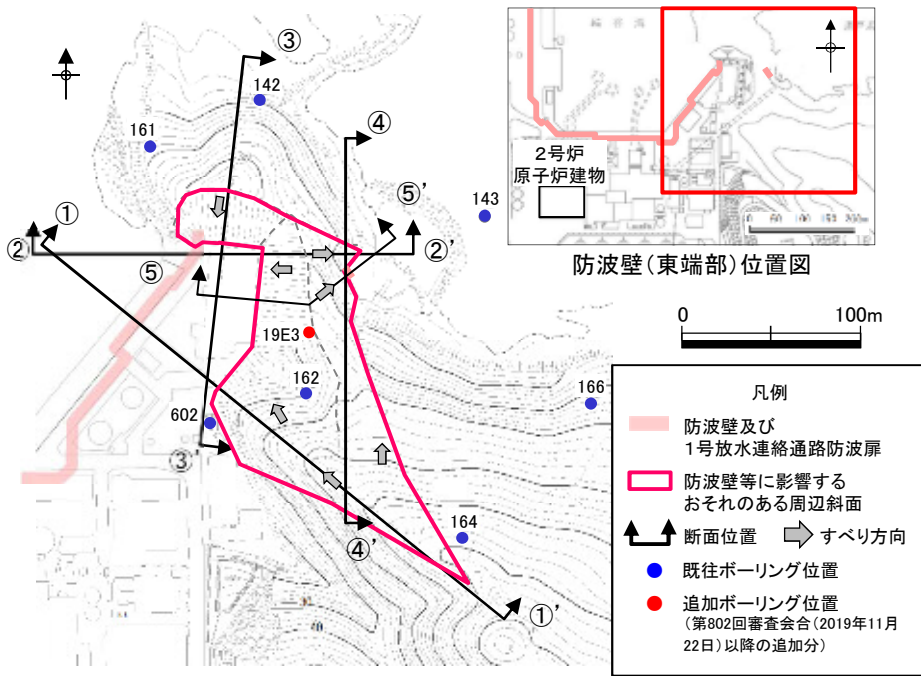 ③
142
④
161
⑤'
143
①
②
②'
⑤
19E3
162
166
602
③'
164
④'
①'
2号炉
原子炉建物
0 50 100 150 200m
防波壁(東端部)位置図
0 100m
凡例
防波壁及び
1号放水連絡通路防波扉
防波壁等に影響する
おそれのある周辺斜面
断面位置 すべり方向
既往ボーリング位置
追加ボーリング位置
(第802回審査会合(2019年11月
22日)以降の追加分)